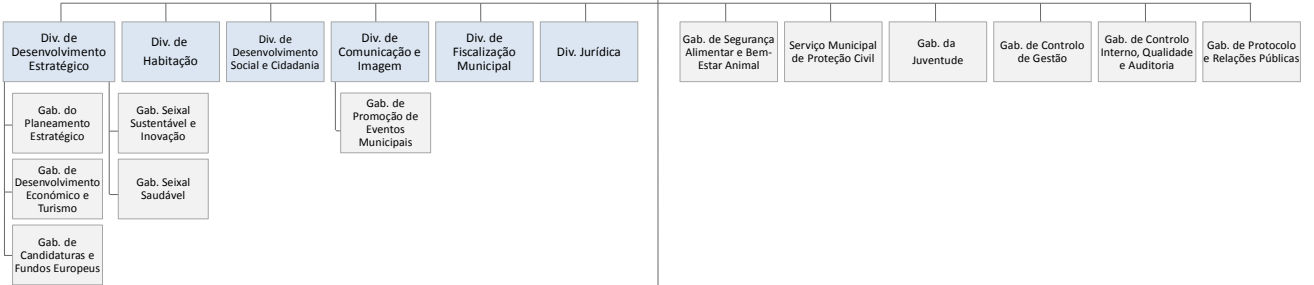 Div. de
Desenvolvimento
Estratégico
Div. de
Habitação
Div. de
Desenvolvimento
Social e Cidadania
Div. de
Comunicação e
Imagem
Div. de
Fiscalização
Municipal
Div. Jurídica
Gab. de Segurança
Alimentar e Bem-
Estar Animal
Serviço Municipal
de Proteção Civil
Gab. da
Juventude
Gab. de Controlo
de Gestão
Gab. de Controlo
Interno, Qualidade
e Auditoria
Gab. de Protocolo
e Relações Públicas
Gab. do
Planeamento
Estratégico
Gab. Seixal
Sustentável e
Inovação
Gab. de
Promoção de
Eventos
Municipais
Gab. de
Desenvolvimento
Económico e
Turismo
Gab. Seixal
Saudável
Gab. de
Candidaturas e
Fundos Europeus